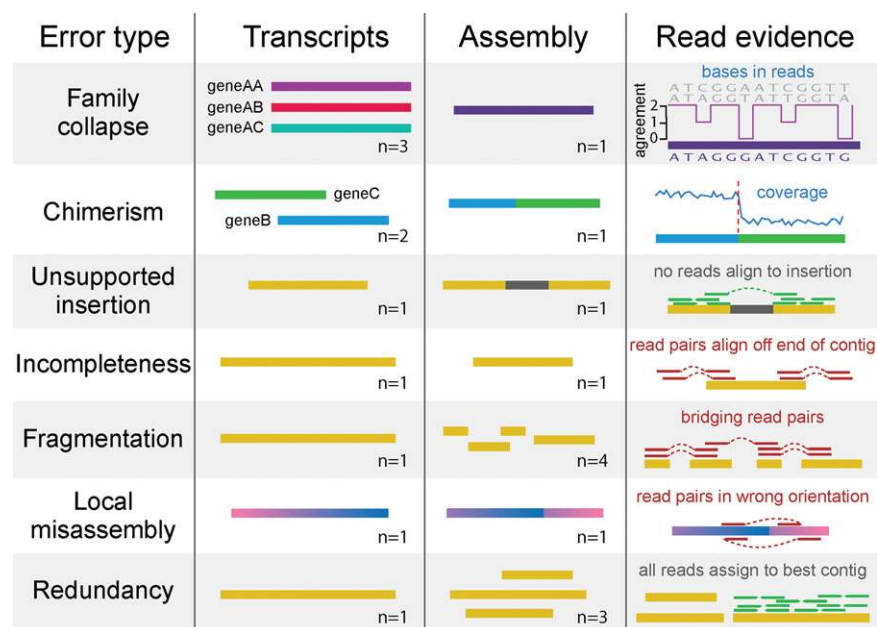 Error type Transcripts Assembly Read evidence
Family
collapse
geneAA
geneAB
geneAC
n=3
n=1
bases in reads
ATCGGAATCGGTT
ATAGGTATTGGTA
agreement
2
1
0
ATAGGGATCGGTG
Chimerism
geneC
geneB
n=2
n=1
coverage
Unsupported
insertion
n=1
n=1
no reads align to insertion
Incompleteness
n=1
n=1
read pairs align off end of contig
Fragmentation
n=1
n=4
bridging read pairs
Local
misassembly
n=1
n=1
read pairs in wrong orientation
Redundancy
n=1
n=3
all reads assign to best contig